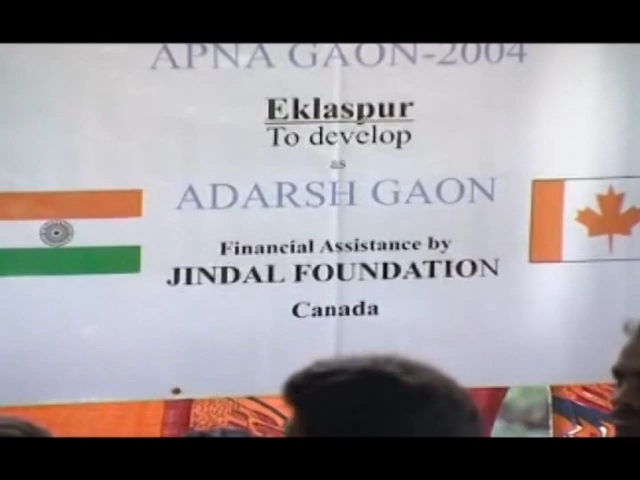 APNA GAON-2004
Eklaspur
To develop
as
ADARSH GAON
Financial Assistance by
JINDAL FOUNDATION
Canada